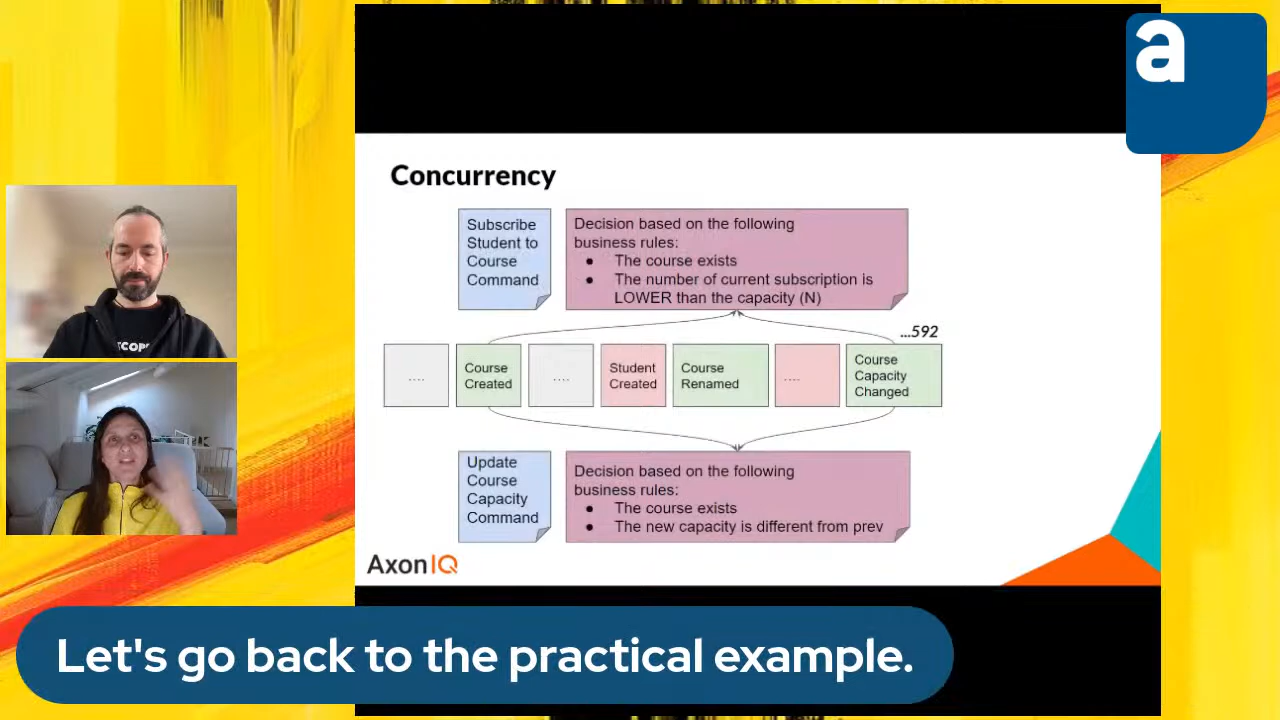 a
Concurrency
Subscribe
Student to
Course
Command
Decision based on the following
business rules:
● The course exists
● The number of current subscription is
LOWER than the capacity (N)
...592
....
Course
Created
....
Student
Created
Course
Renamed
....
Course
Capacity
Changed
Update
Course
Capacity
Command
Decision based on the following
business rules:
● The course exists
● The new capacity is different from prev
AxonIQ
Let's go back to the practical example.